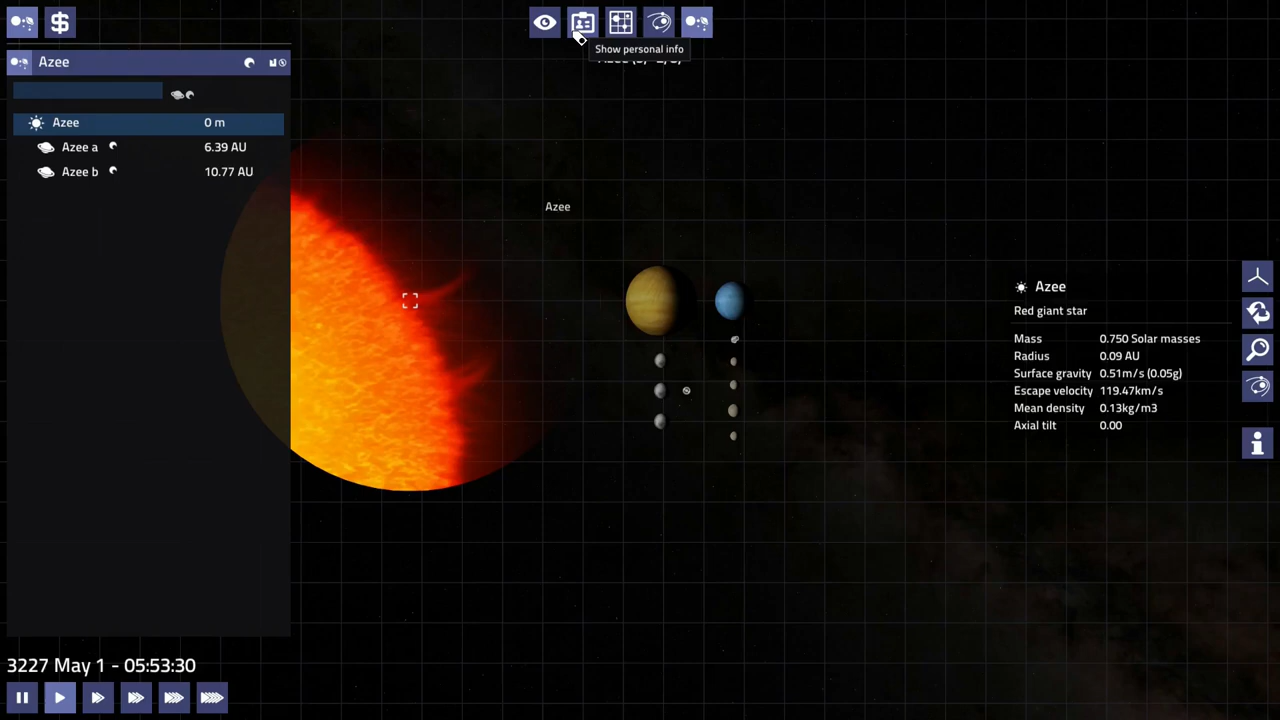 $
Show personal info
Azee
Azee 0 m
Azee a 6.39 AU
Azee b 10.77 AU
Azee
Azee
Red giant star
Mass 0.750 Solar masses
Radius 0.09 AU
Surface gravity 0.51m/s (0.05g)
Escape velocity 119.47km/s
Mean density 0.13kg/m3
Axial tilt 0.00
3227 May 1 - 05:53:30